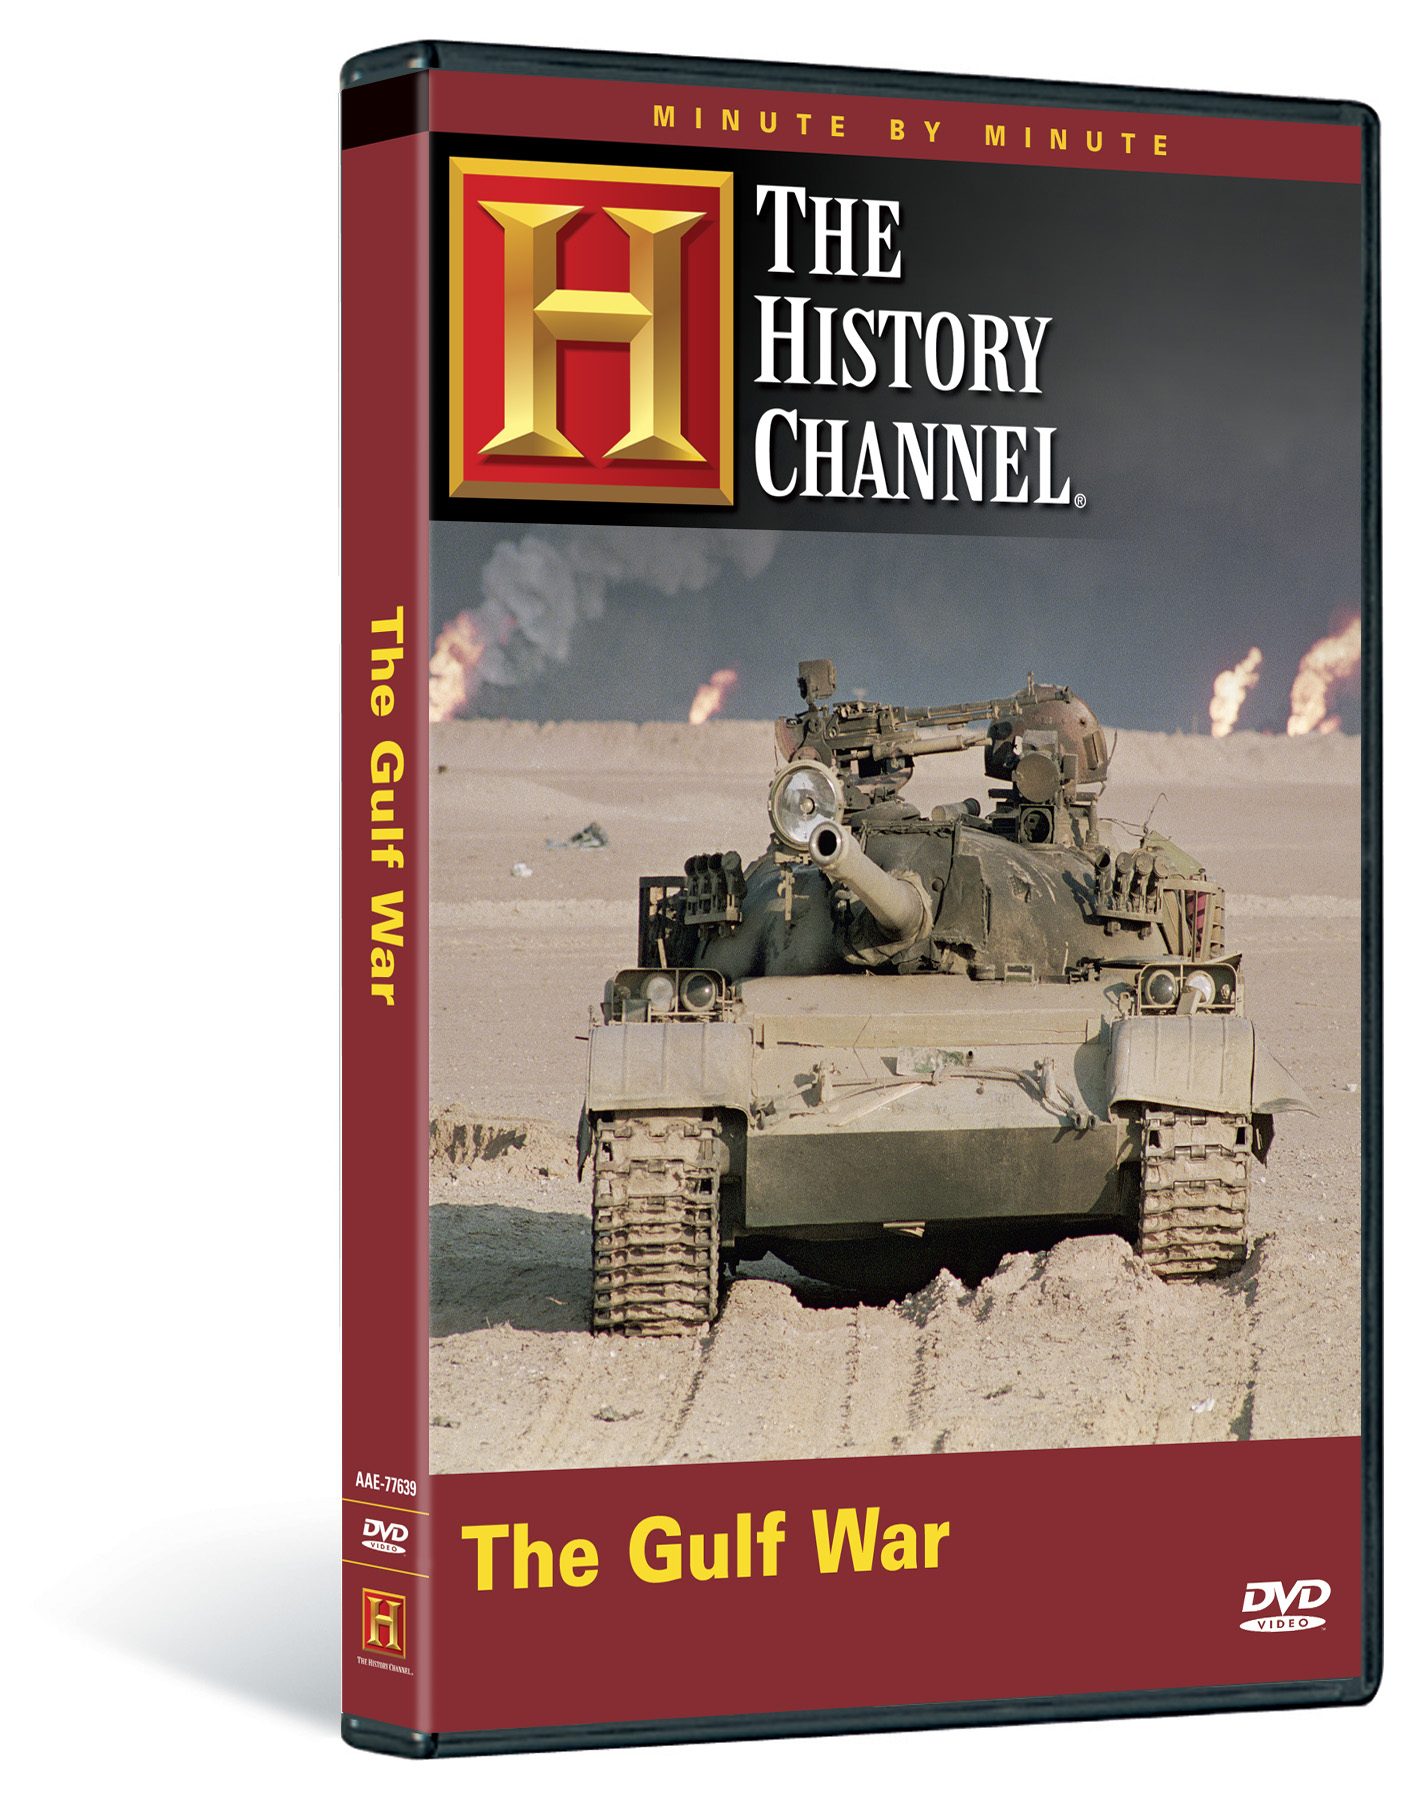 MINUTE BY MINUTE
THE
HISTORY
CHANNEL®
The Gulf War
DVD
VIDEO
The Gulf War
AAE-77639
DVD
VIDEO
THE HISTORY CHANNEL